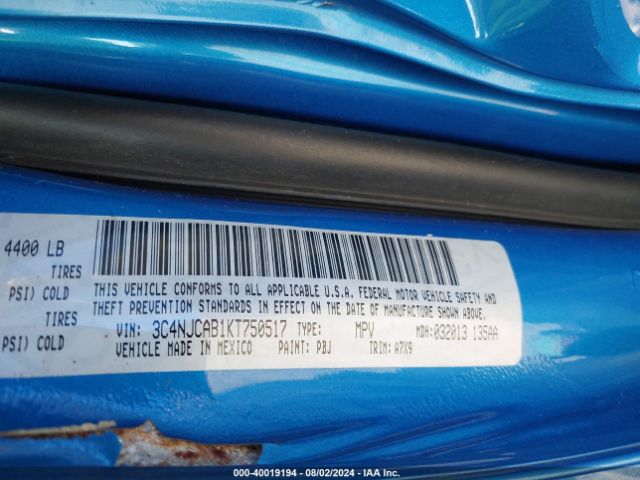 4400 LB
TIRES
PSI) COLD
TIRES
PSI) COLD
THIS VEHICLE CONFORMS TO ALL APPLICABLE U.S.A. FEDERAL MOTOR VEHICLE SAFETY AND
THEFT PREVENTION STANDARDS IN EFFECT ON THE DATE OF MANUFACTURE SHOWN ABOVE.
VIN: 3C4NJCAB1KT750517 TYPE: MPV MDH:032013 135AA
VEHICLE MADE IN MEXICO PAINT: PBJ TRIM: A7X9
000-40019194 - 08/02/2024 - IAA Inc.